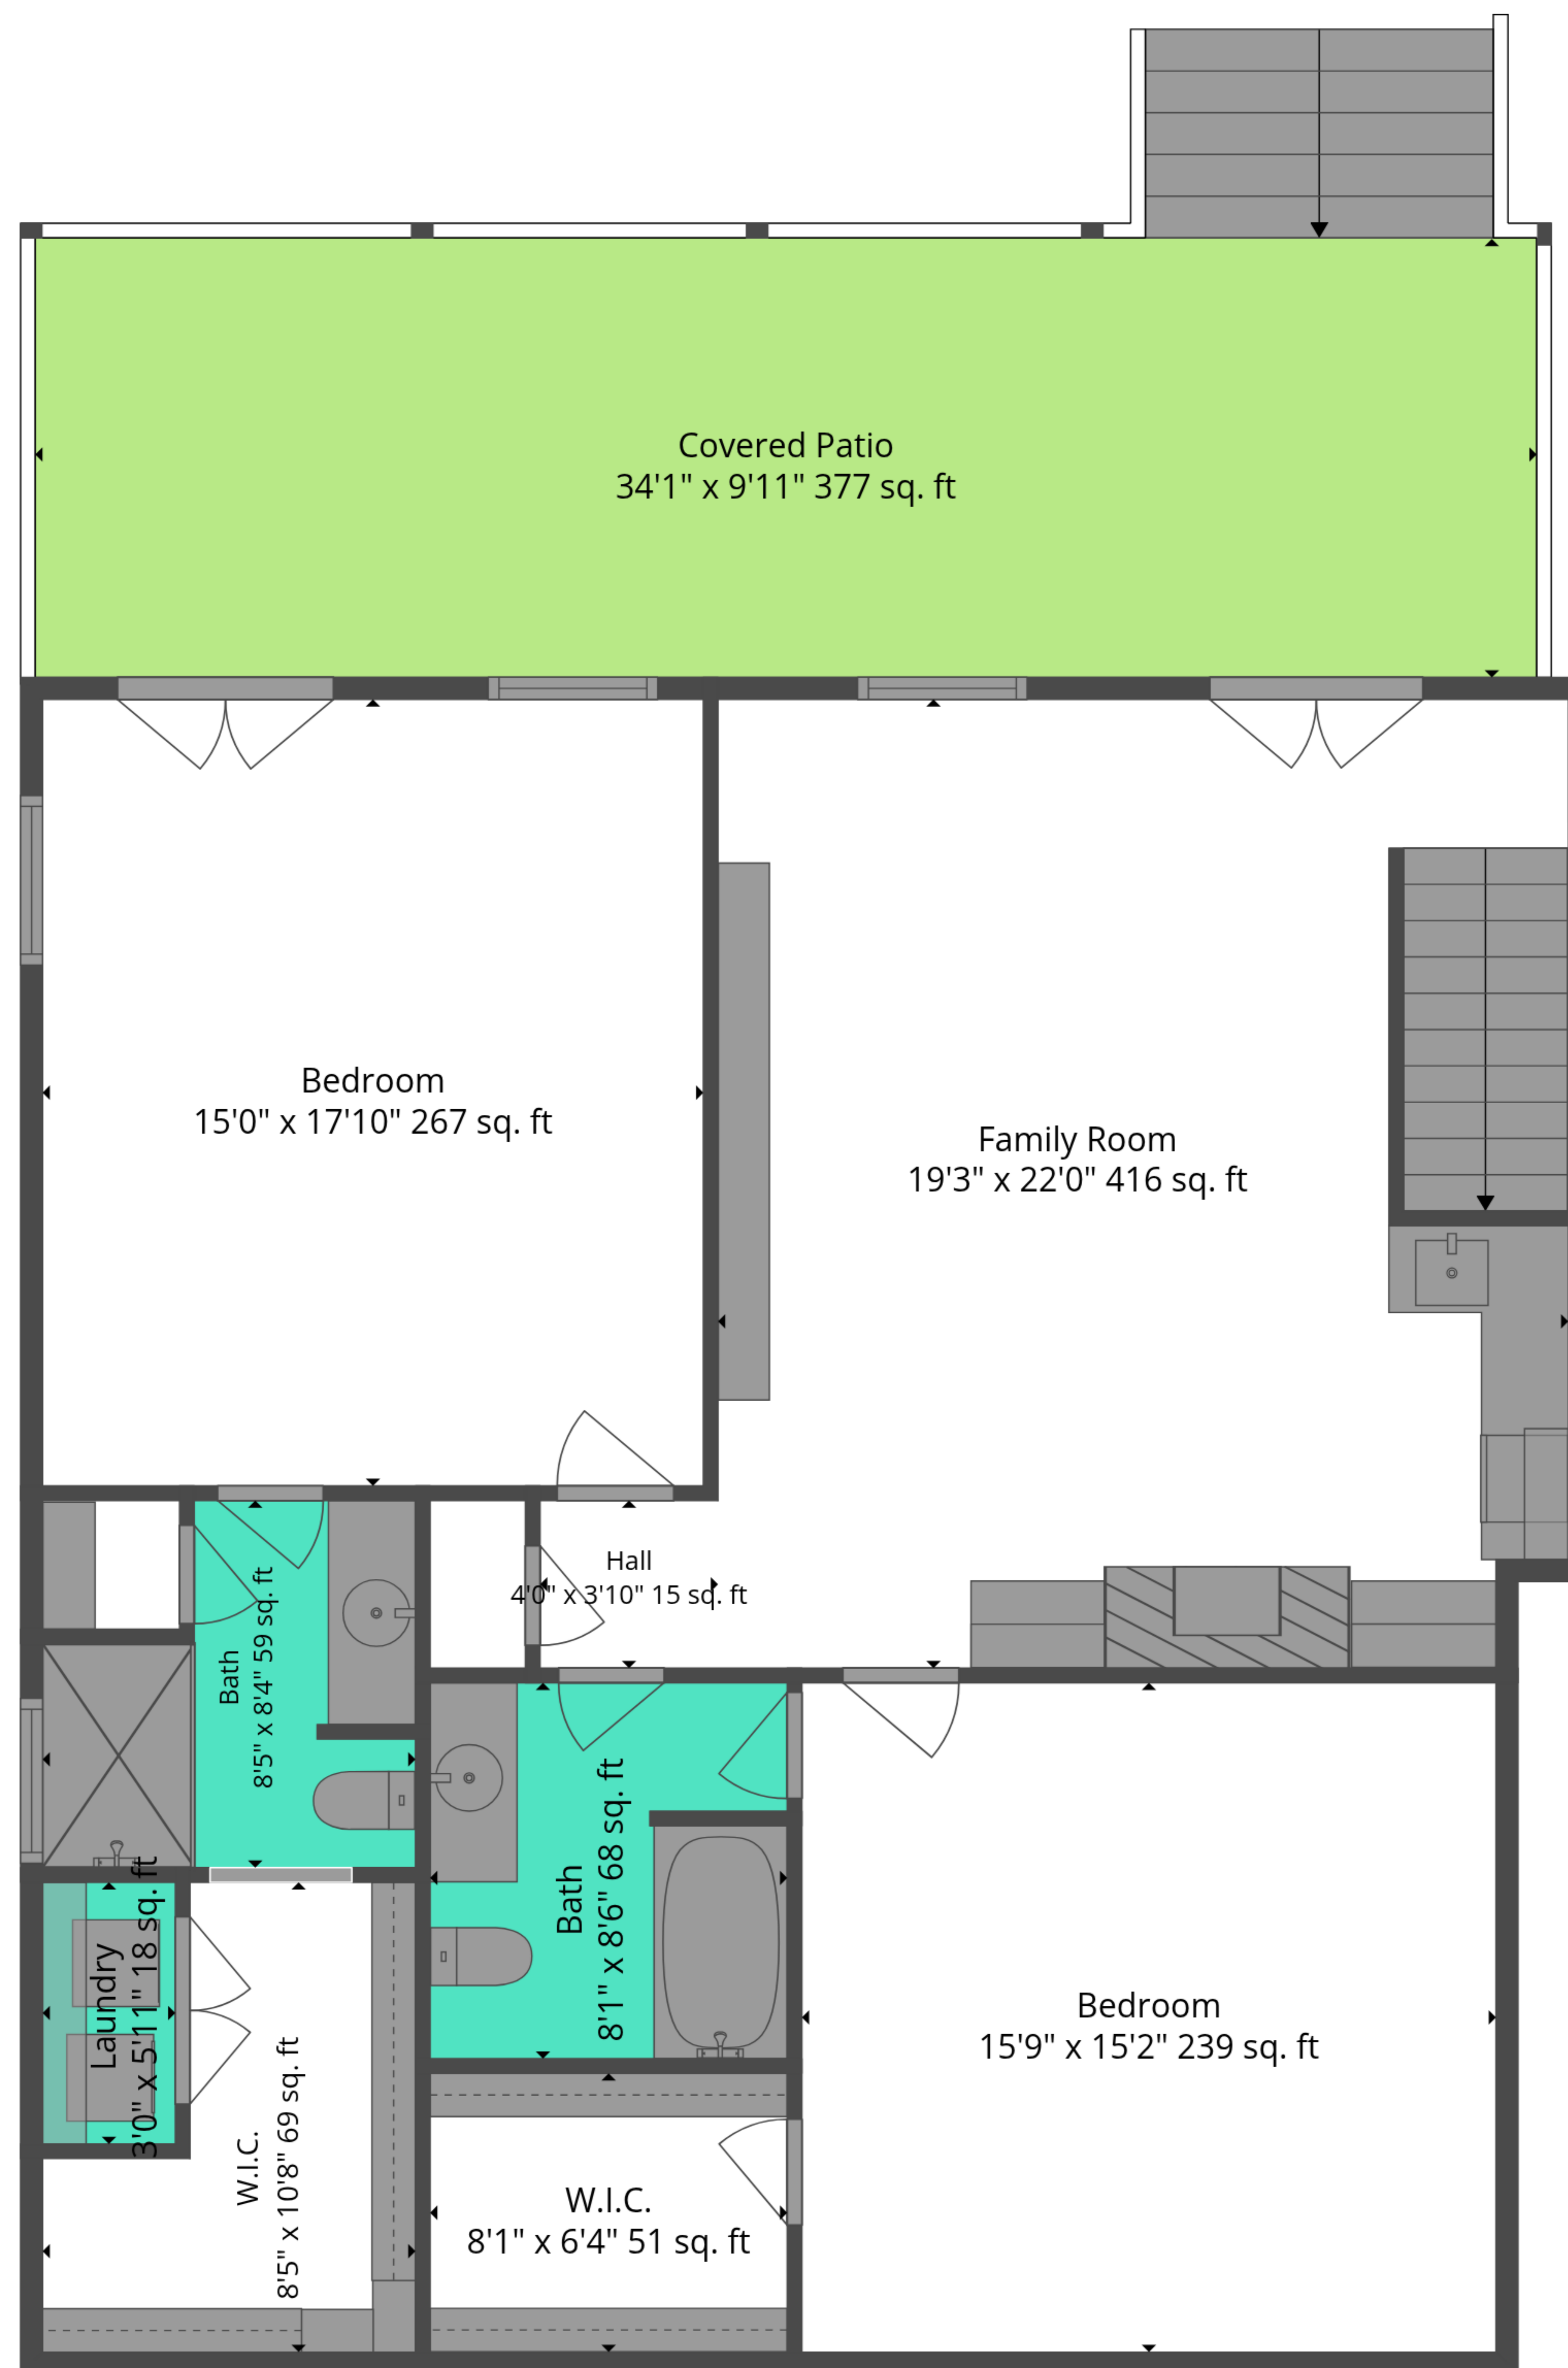 Covered Patio
34'1" x 9'11" 377 sq. ft
Bedroom
15'0" x 17'10" 267 sq. ft
Family Room
19'3" x 22'0" 416 sq. ft
Hall
4'0" x 3'10" 15 sq. ft
Bath
8'5" x 8'4" 59 sq. ft
Bath
8'1" x 8'6" 68 sq. ft
Laundry
3'0" x 5'11" 18 sq. ft
Bedroom
15'9" x 15'2" 239 sq. ft
W.I.C.
8'5" x 10'8" 69 sq. ft
W.I.C.
8'1" x 6'4" 51 sq. ft